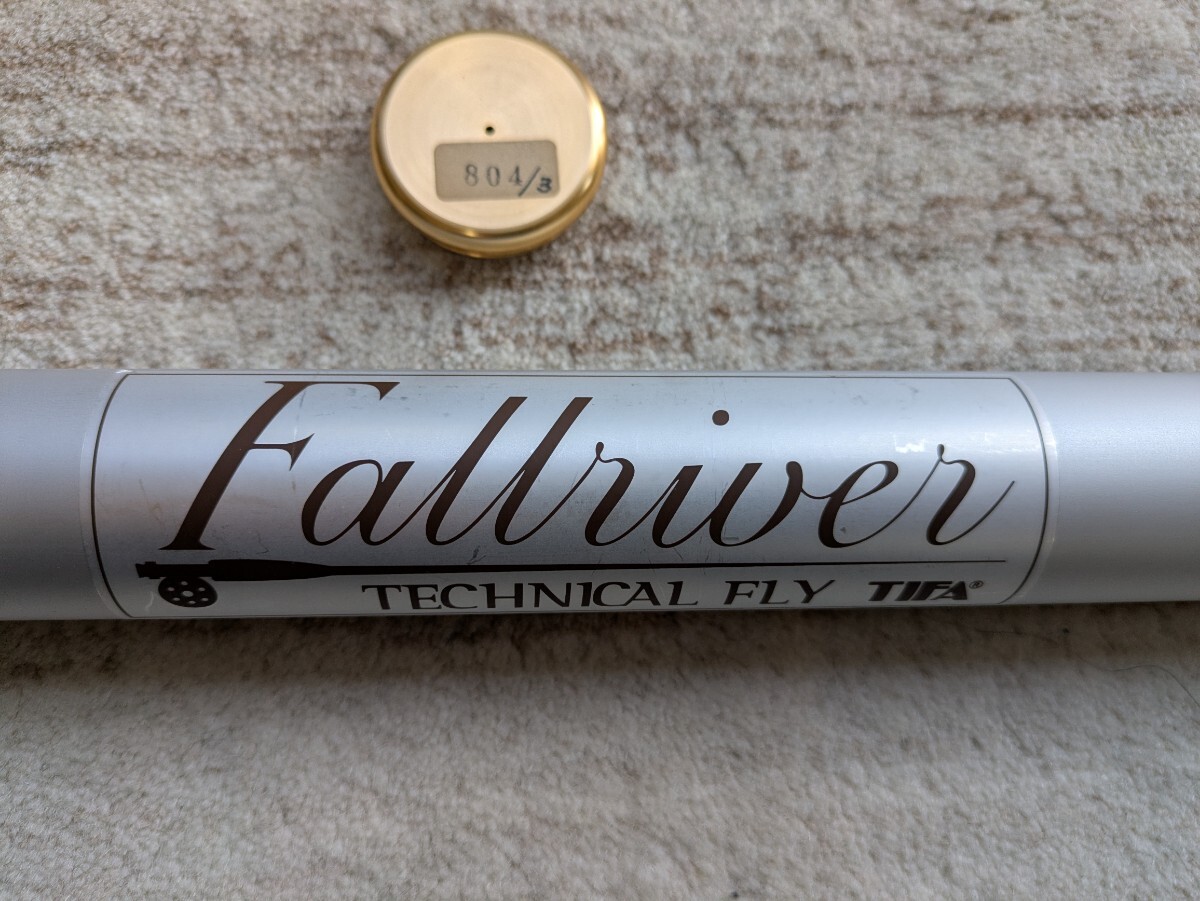 804/3
Fallriver
TECHNICAL FLY TIFA®